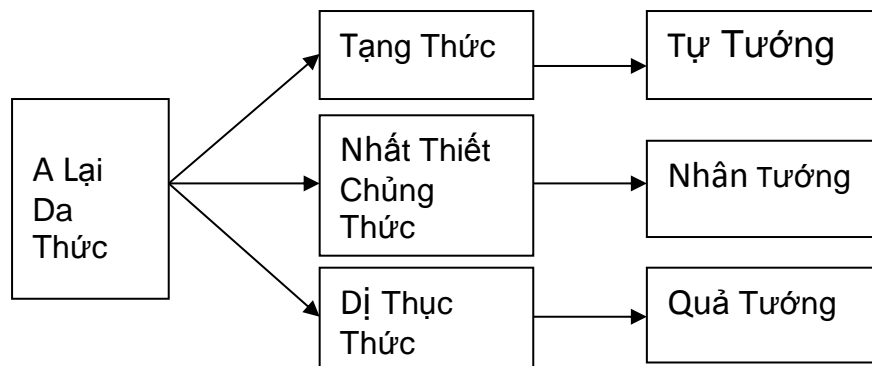 A Lại
Da
Thức
Tạng Thức
Tự Tướng
Nhất Thiết
Chủng
Thức
Nhân Tướng
Dị Thục
Thức
Quả Tướng